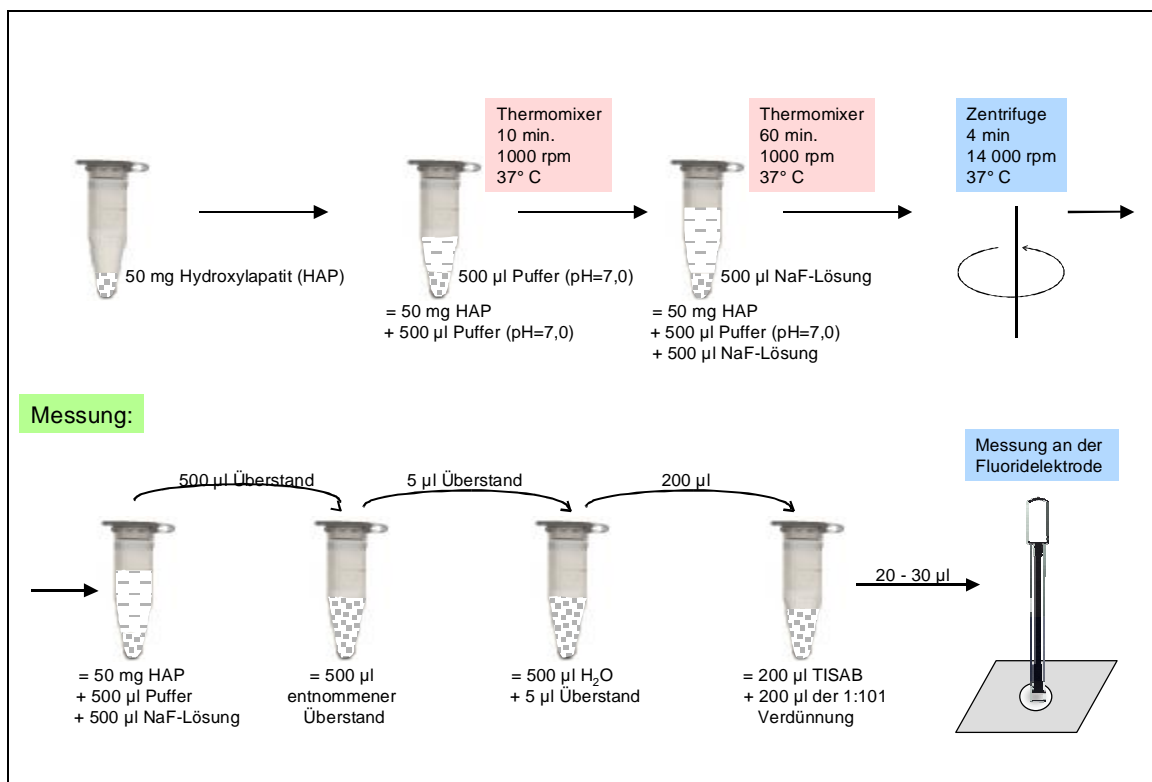 Thermomixer
10 min.
1000 rpm
37° C
Thermomixer
60 min.
1000 rpm
37° C
Zentrifuge
4 min
14 000 rpm
37° C
50 mg Hydroxylapatit (HAP)
500 µl Puffer (pH=7,0)
= 50 mg HAP
+ 500 µl Puffer (pH=7,0)
500 µl NaF-Lösung
= 50 mg HAP
+ 500 µl Puffer (pH=7,0)
+ 500 µl NaF-Lösung
Messung:
500 µl Überstand
5 µl Überstand
200 µl
20 - 30 µl
Messung an der
Fluoridelektrode
= 50 mg HAP
+ 500 µl Puffer
+ 500 µl NaF-Lösung
= 500 µl
entnommener
Überstand
= 500 µl H₂O
+ 5 µl Überstand
= 200 µl TISAB
+ 200 µl der 1:101
Verdünnung